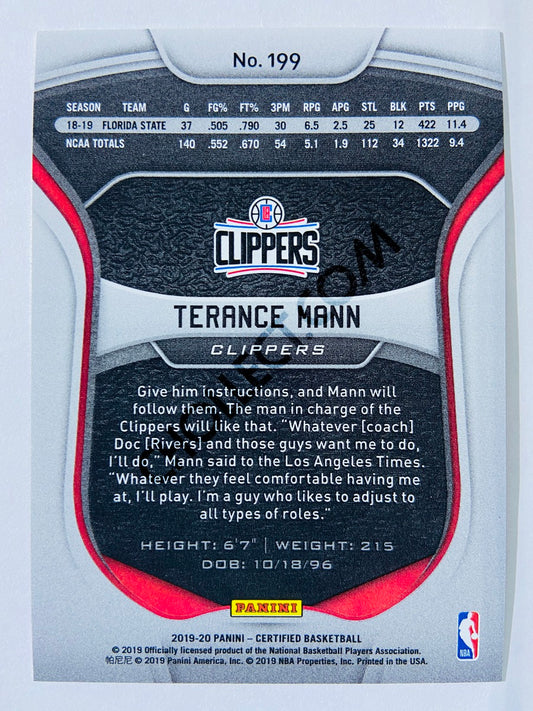 No. 199
SEASON TEAM G FG% FT% 3PM RPG APG STL BLK PTS PPG
18-19 FLORIDA STATE 37 .505 .790 30 6.5 2.5 25 12 422 11.4
NCAA TOTALS 140 .552 .670 54 5.1 1.9 112 34 1322 9.4
CLIPPERS
TERANCE MANN
CLIPPERS
Give him instructions, and Mann will
follow them. The man in charge of the
Clippers will like that. “Whatever [coach]
Doc [Rivers] and those guys want me to do,
I’ll do,” Mann said to the Los Angeles Times.
“Whatever they feel comfortable having me
at, I’ll play. I’m a guy who likes to adjust to
all types of roles.”
HEIGHT: 6'7" | WEIGHT: 215
DOB: 10/18/96
PANINI
2019-20 PANINI – CERTIFIED BASKETBALL
© 2019 Officially licensed product of the National Basketball Players Association.
帕尼尼 © 2019 Panini America, Inc. © 2019 NBA Properties, Inc. Printed in the USA.
NBA